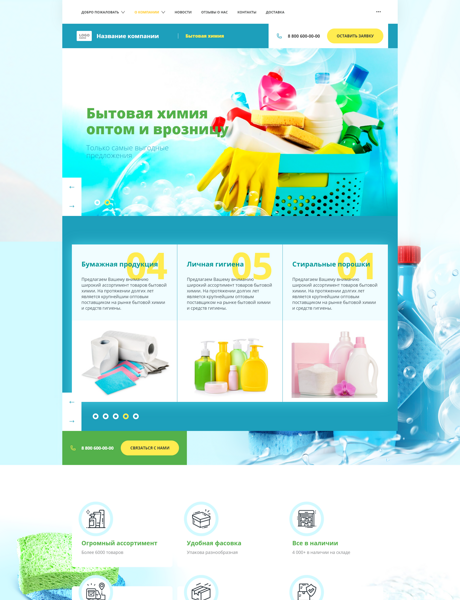 ДОБРО ПОЖАЛОВАТЬ
О КОМПАНИИ
НОВОСТИ
ОТЗЫВЫ О НАС
КОНТАКТЫ
ДОСТАВКА
LOGO
Название компании
Бытовая химия
8 800 600-00-00
ОСТАВИТЬ ЗАЯВКУ
Бытовая химия
оптом и врозницу
Только самые выгодные
предложения
04
Бумажная продукция
Предлагаем Вашему вниманию
широкий ассортимент товаров бытовой
химии. На протяжении долгих лет
является крупнейшим оптовым
поставщиком на рынке бытовой химии
и средств гигиены.
05
Личная гигиена
Предлагаем Вашему вниманию
широкий ассортимент товаров бытовой
химии. На протяжении долгих лет
является крупнейшим оптовым
поставщиком на рынке бытовой химии
и средств гигиены.
01
Стиральные порошки
Предлагаем Вашему вниманию
широкий ассортимент товаров бытовой
химии. На протяжении долгих лет
является крупнейшим оптовым
поставщиком на рынке бытовой химии
и средств гигиены.
8 800 600-00-00
СВЯЗАТЬСЯ С НАМИ
Огромный ассортимент
Более 6000 товаров
Удобная фасовка
Упакова разнообразная
Все в наличии
4 000+ в наличии на складе